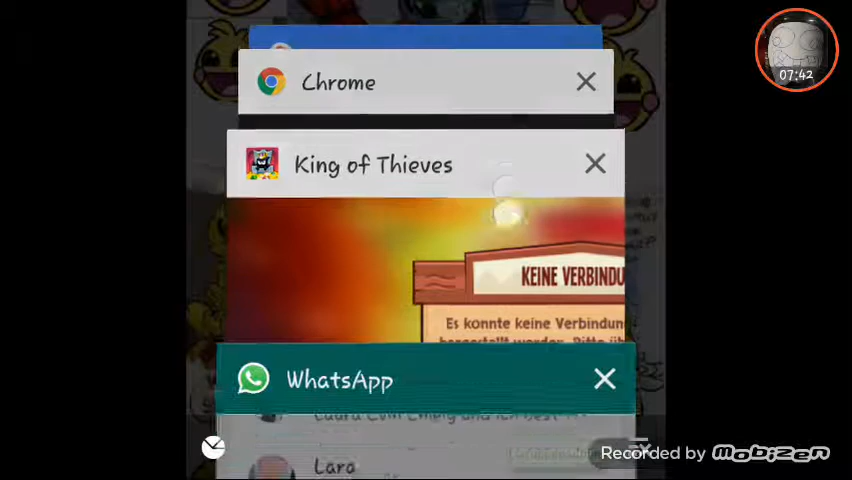 Chrome
07:42
King of Thieves
KEINE VERBINDU
Es konnte keine Verbindun
WhatsApp
Lara
Recorded by mobizen